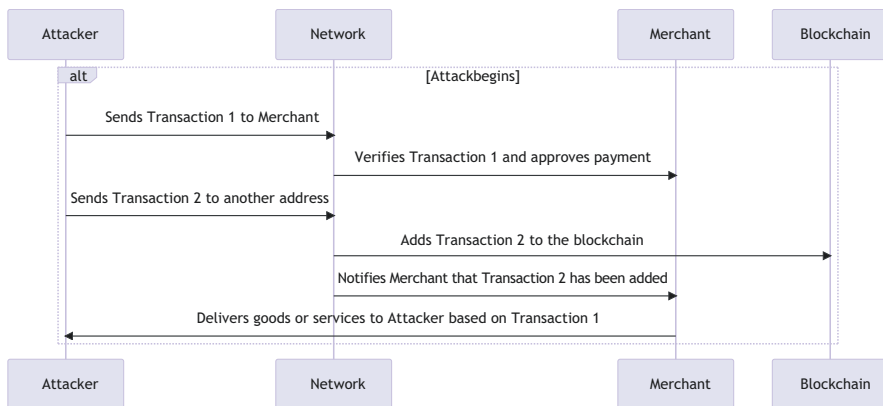 Attacker
Network
Merchant
Blockchain
alt
[Attackbegins]
Sends Transaction 1 to Merchant
Verifies Transaction 1 and approves payment
Sends Transaction 2 to another address
Adds Transaction 2 to the blockchain
Notifies Merchant that Transaction 2 has been added
Delivers goods or services to Attacker based on Transaction 1
Attacker
Network
Merchant
Blockchain